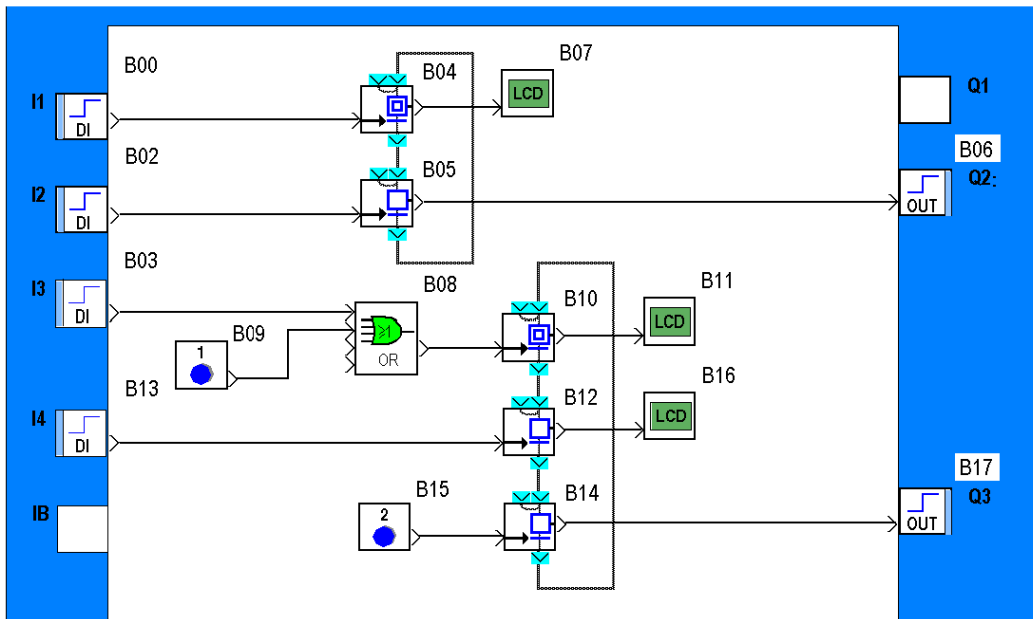 B00
B04
B07
I1
DI
LCD
Q1
B02
B05
B06
I2
DI
Q2:
OUT
B03
B08
B10
B11
I3
DI
B09
1
≥1
OR
LCD
B13
B12
B16
I4
DI
LCD
B15
B14
B17
IB
2
Q3
OUT